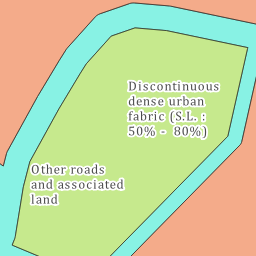 Discontinuous
dense urban
fabric (S.L. :
50% - 80%)
Other roads
and associated
land